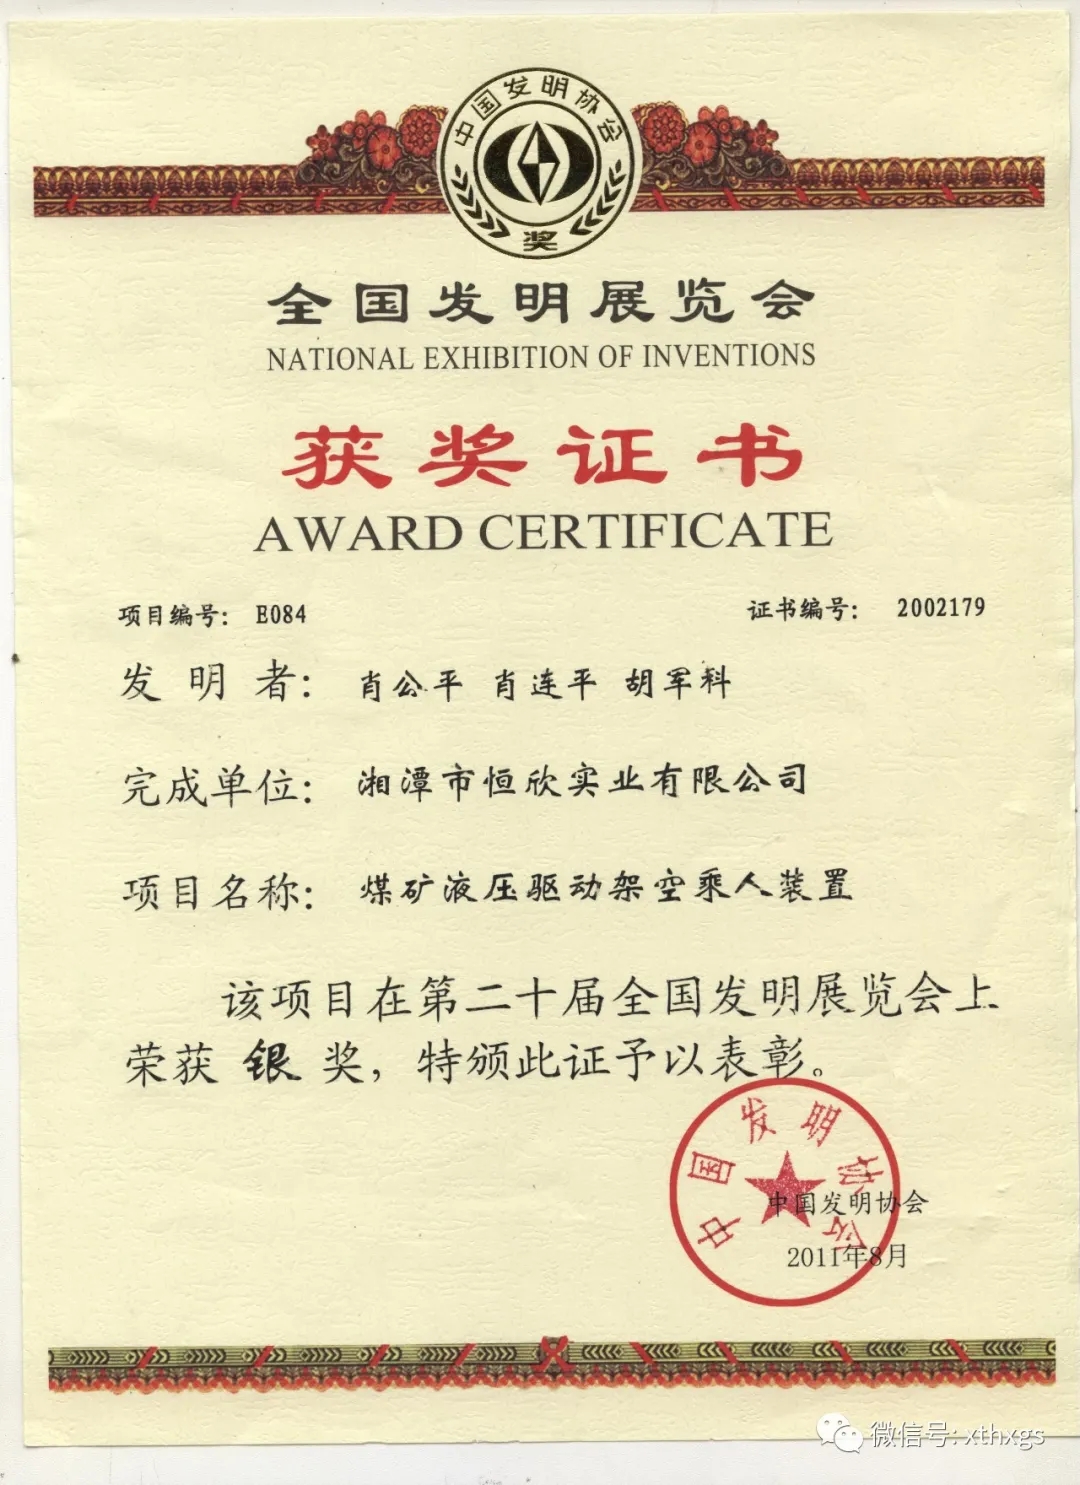 中国发明协会
奖
全国发明展览会
NATIONAL EXHIBITION OF INVENTIONS
获奖证书
AWARD CERTIFICATE
项目编号： E084
证书编号： 2002179
发明者： 肖公平 肖连平 胡军科
完成单位： 湘潭市恒欣实业有限公司
项目名称： 煤矿液压驱动架空乘人装置
该项目在第二十届全国发明展览会上
荣获 银 奖，特颁此证予以表彰。
中国发明协会
中国发明协会
2011年8月
微信号: xthxgs